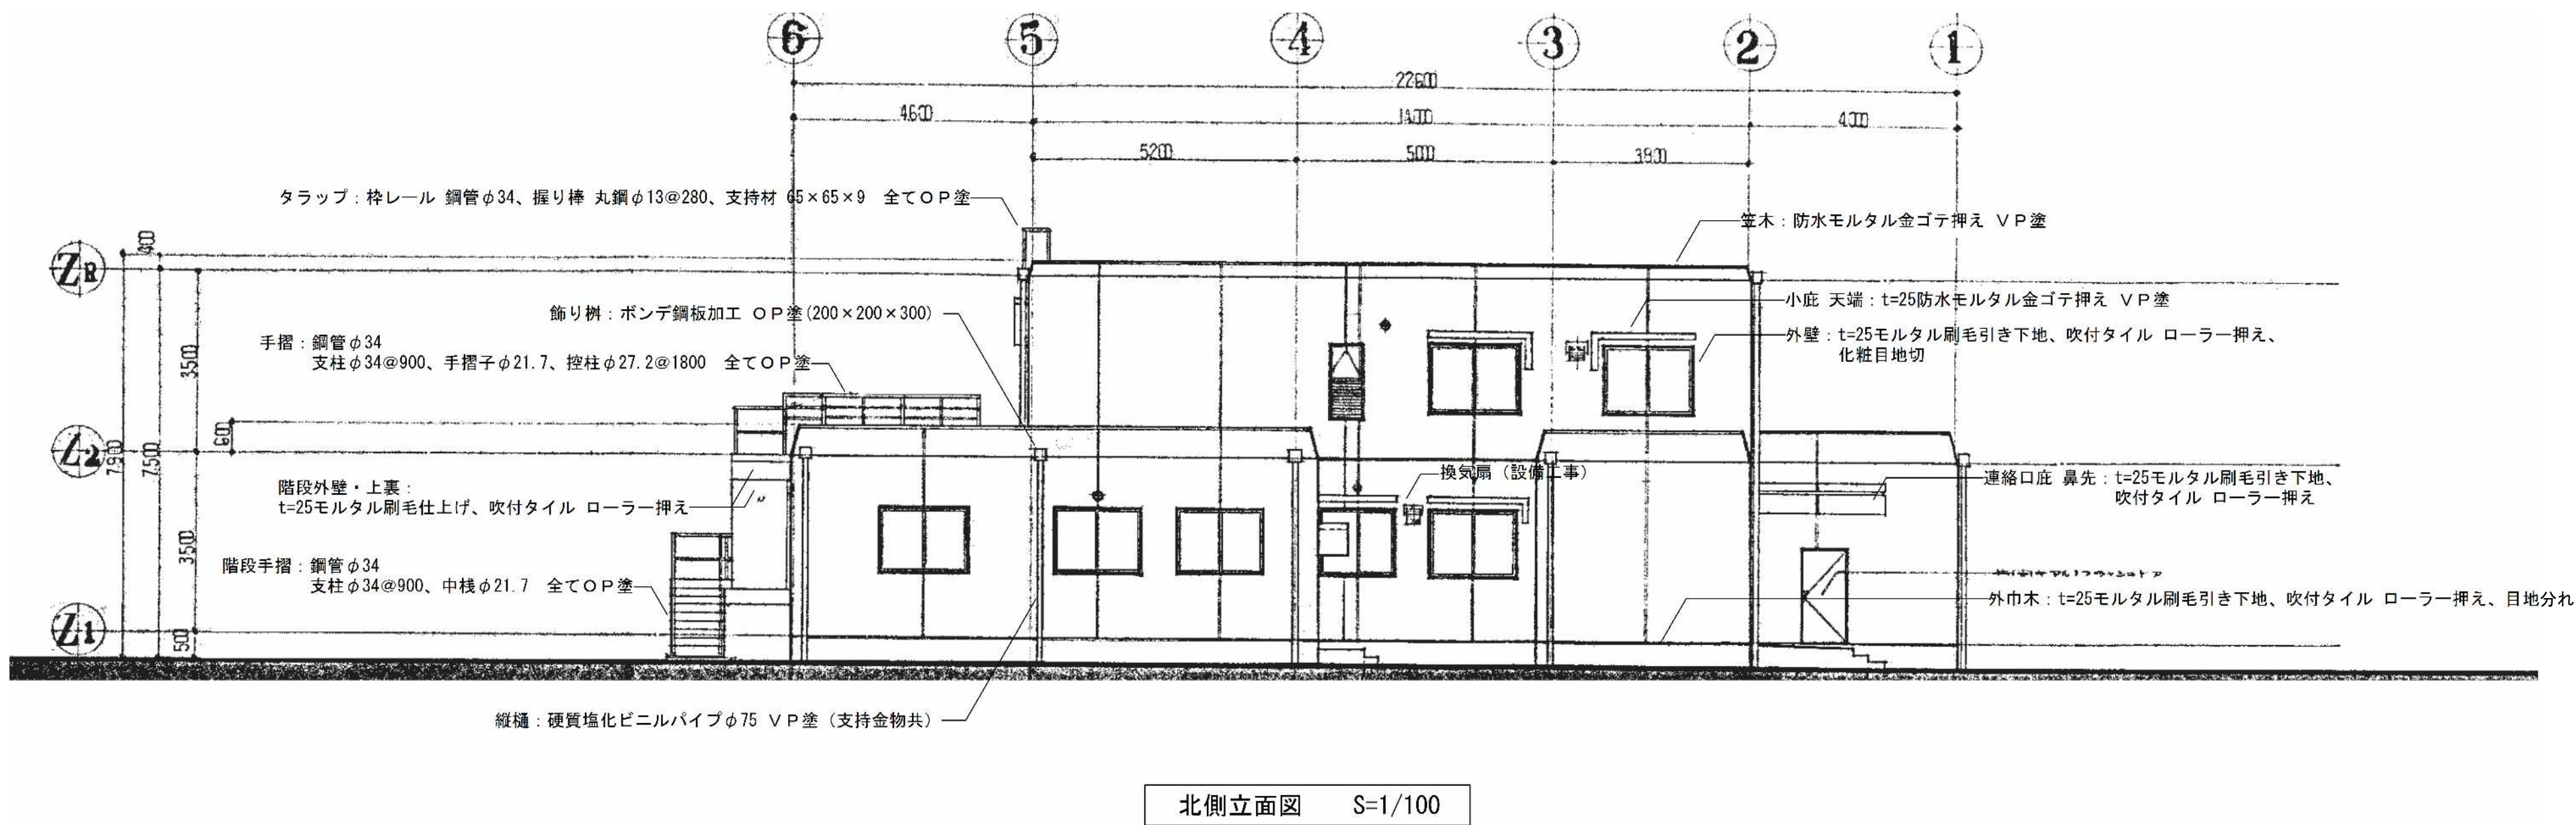 6 5 4 3 2 1
22600
4600 14000 4000
5200 5000 3800
タラップ：枠レール 鋼管φ34、握り棒 丸鋼φ13@280、支持材 65×65×9 全てＯＰ塗
笠木：防水モルタル金ゴテ押え ＶＰ塗
400
ZR
小庇 天端：t=25防水モルタル金ゴテ押え ＶＰ塗
飾り桝：ボンデ鋼板加工 ＯＰ塗(200×200×300)
外壁：t=25モルタル刷毛引き下地、吹付タイル ローラー押え、
化粧目地切
手摺：鋼管φ34
支柱φ34@900、手摺子φ21.7、控柱φ27.2@1800 全てＯＰ塗
3500
600
Z2
7900
7500
換気扇（設備工事）
連絡口庇 鼻先：t=25モルタル刷毛引き下地、
吹付タイル ローラー押え
階段外壁・上裏：
t=25モルタル刷毛仕上げ、吹付タイル ローラー押え
3500
階段手摺：鋼管φ34
支柱φ34@900、中桟φ21.7 全てＯＰ塗
外巾木：t=25モルタル刷毛引き下地、吹付タイル ローラー押え、目地分れ
Z1
500
縦樋：硬質塩化ビニルパイプφ75 ＶＰ塗（支持金物共）
北側立面図 S=1/100